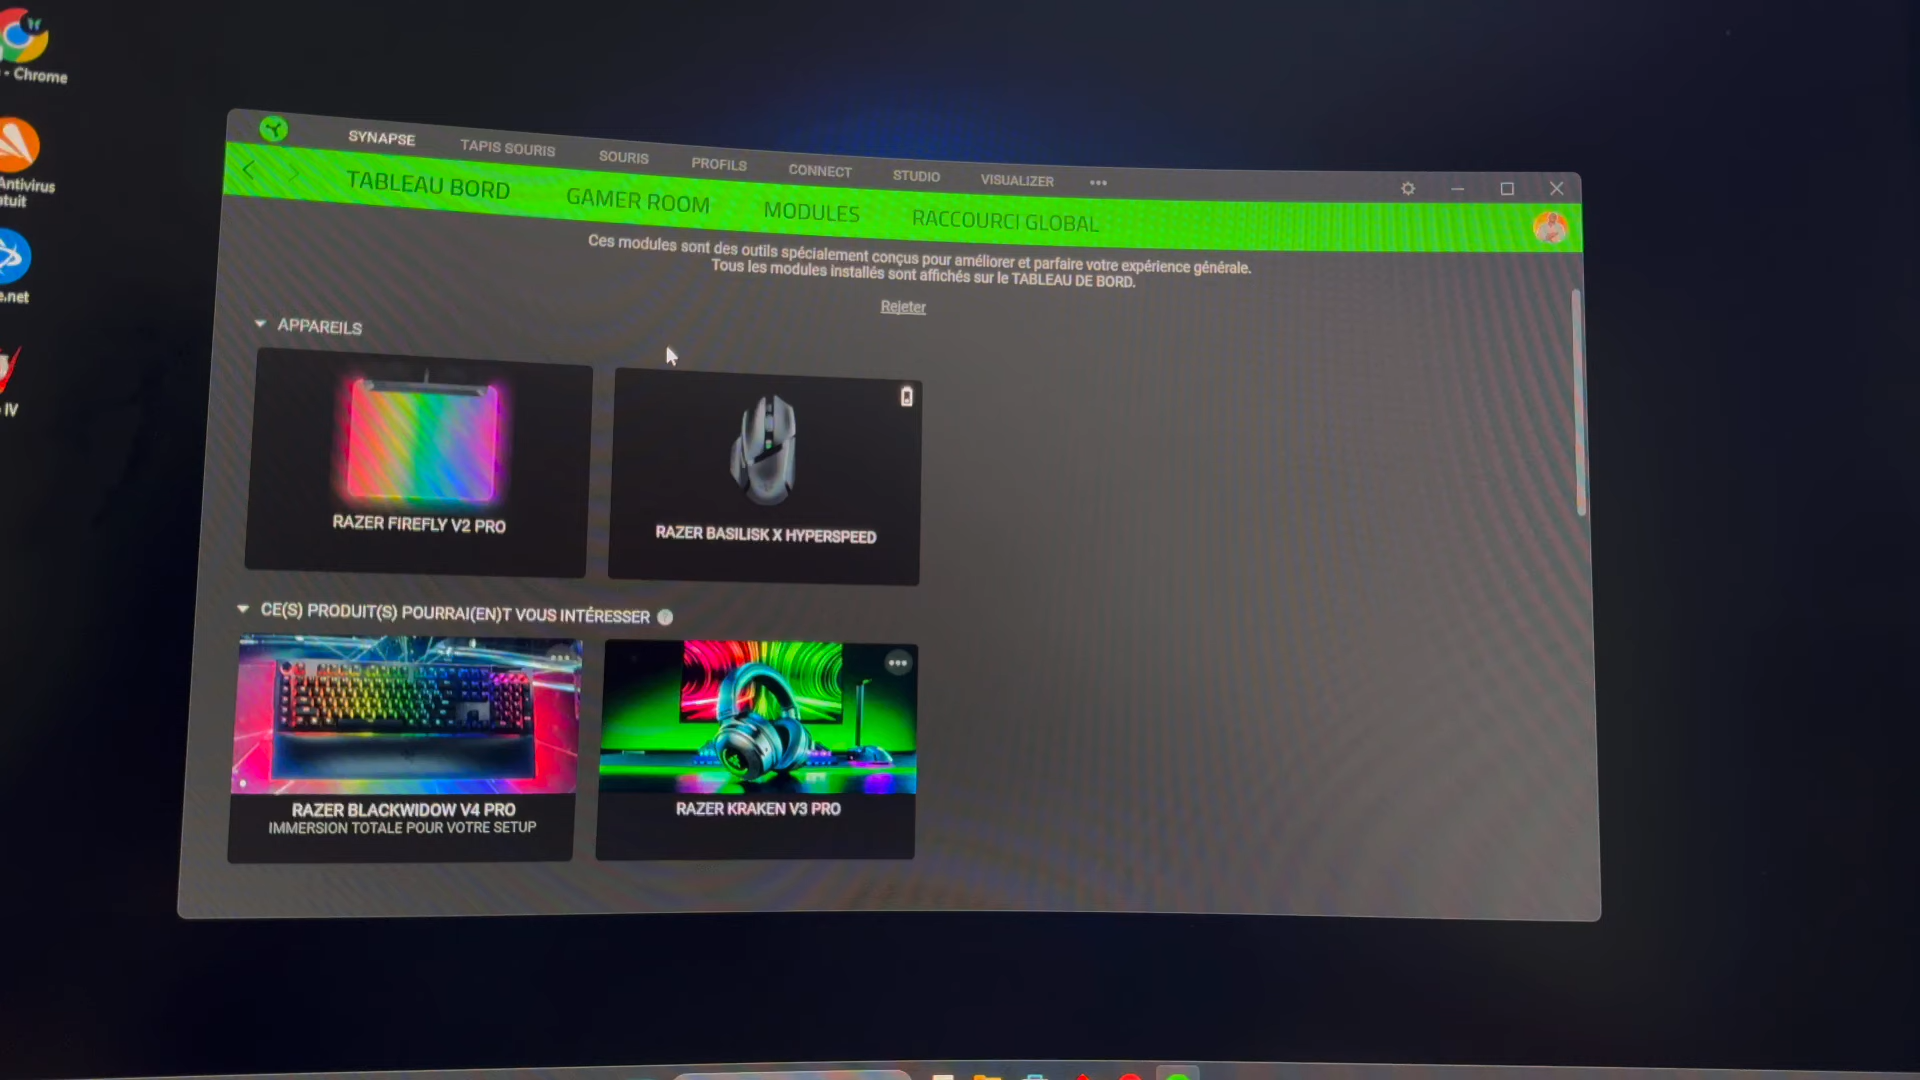 - Chrome
Antivirus
IV
SYNAPSE
TAPIS SOURIS
SOURIS
PROFILS
CONNECT
STUDIO
VISUALIZER
TABLEAU BORD
GAMER ROOM
MODULES
RACCOURCI GLOBAL
Ces modules sont des outils spécialement conçus pour améliorer et parfaire votre expérience générale.
Tous les modules installés sont affichés sur le TABLEAU DE BORD.
Rejeter
APPAREILS
RAZER FIREFLY V2 PRO
RAZER BASILISK X HYPERSPEED
CE(S) PRODUIT(S) POURRAI(EN)T VOUS INTÉRESSER
RAZER BLACKWIDOW V4 PRO
IMMERSION TOTALE POUR VOTRE SETUP
RAZER KRAKEN V3 PRO